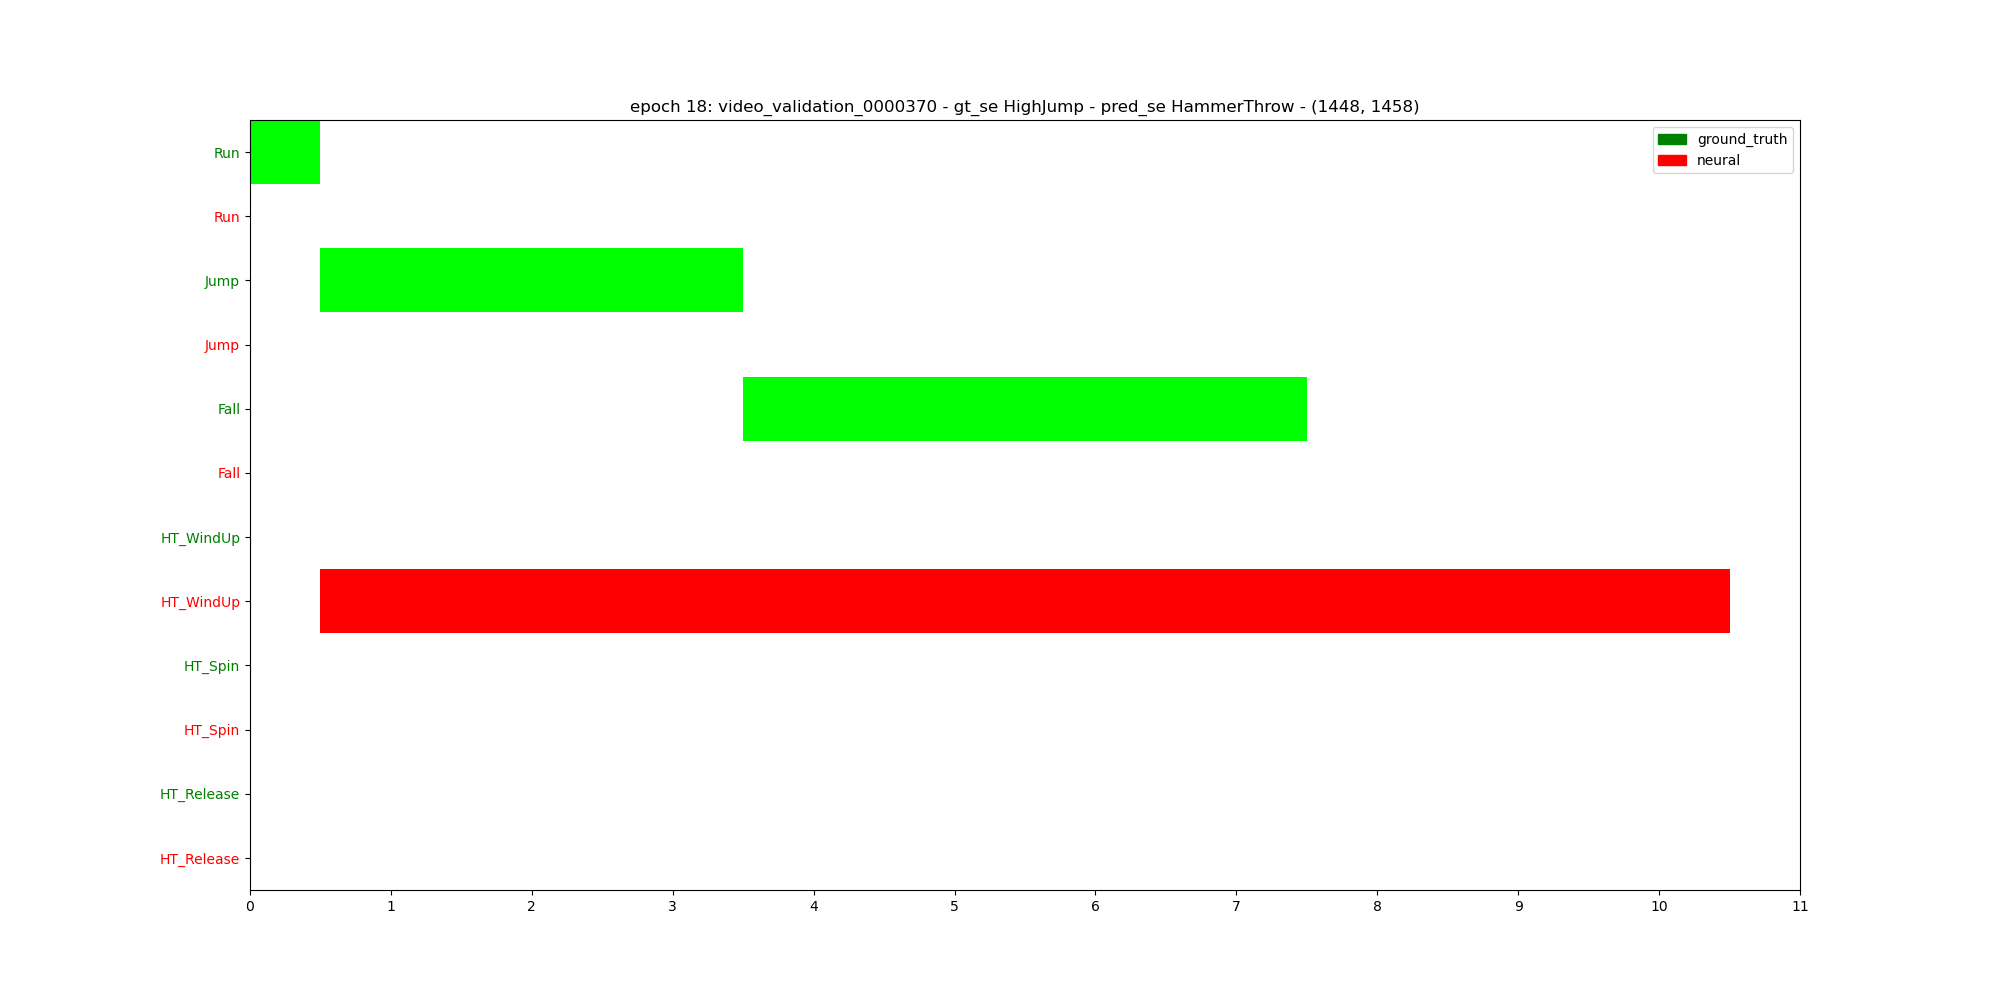 epoch 18: video_validation_0000370 - gt_se HighJump - pred_se HammerThrow - (1448, 1458)
ground_truth
neural
Run
Run
Jump
Jump
Fall
Fall
HT_WindUp
HT_WindUp
HT_Spin
HT_Spin
HT_Release
HT_Release
0 1 2 3 4 5 6 7 8 9 10 11